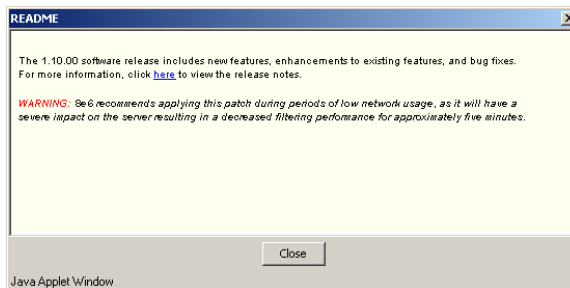 README
The 1.10.00 software release includes new features, enhancements to existing features, and bug fixes.
For more information, click here to view the release notes.
WARNING: 8e6 recommends applying this patch during periods of low network usage, as it will have a
severe impact on the server resulting in a decreased filtering performance for approximately five minutes.
Close
Java Applet Window